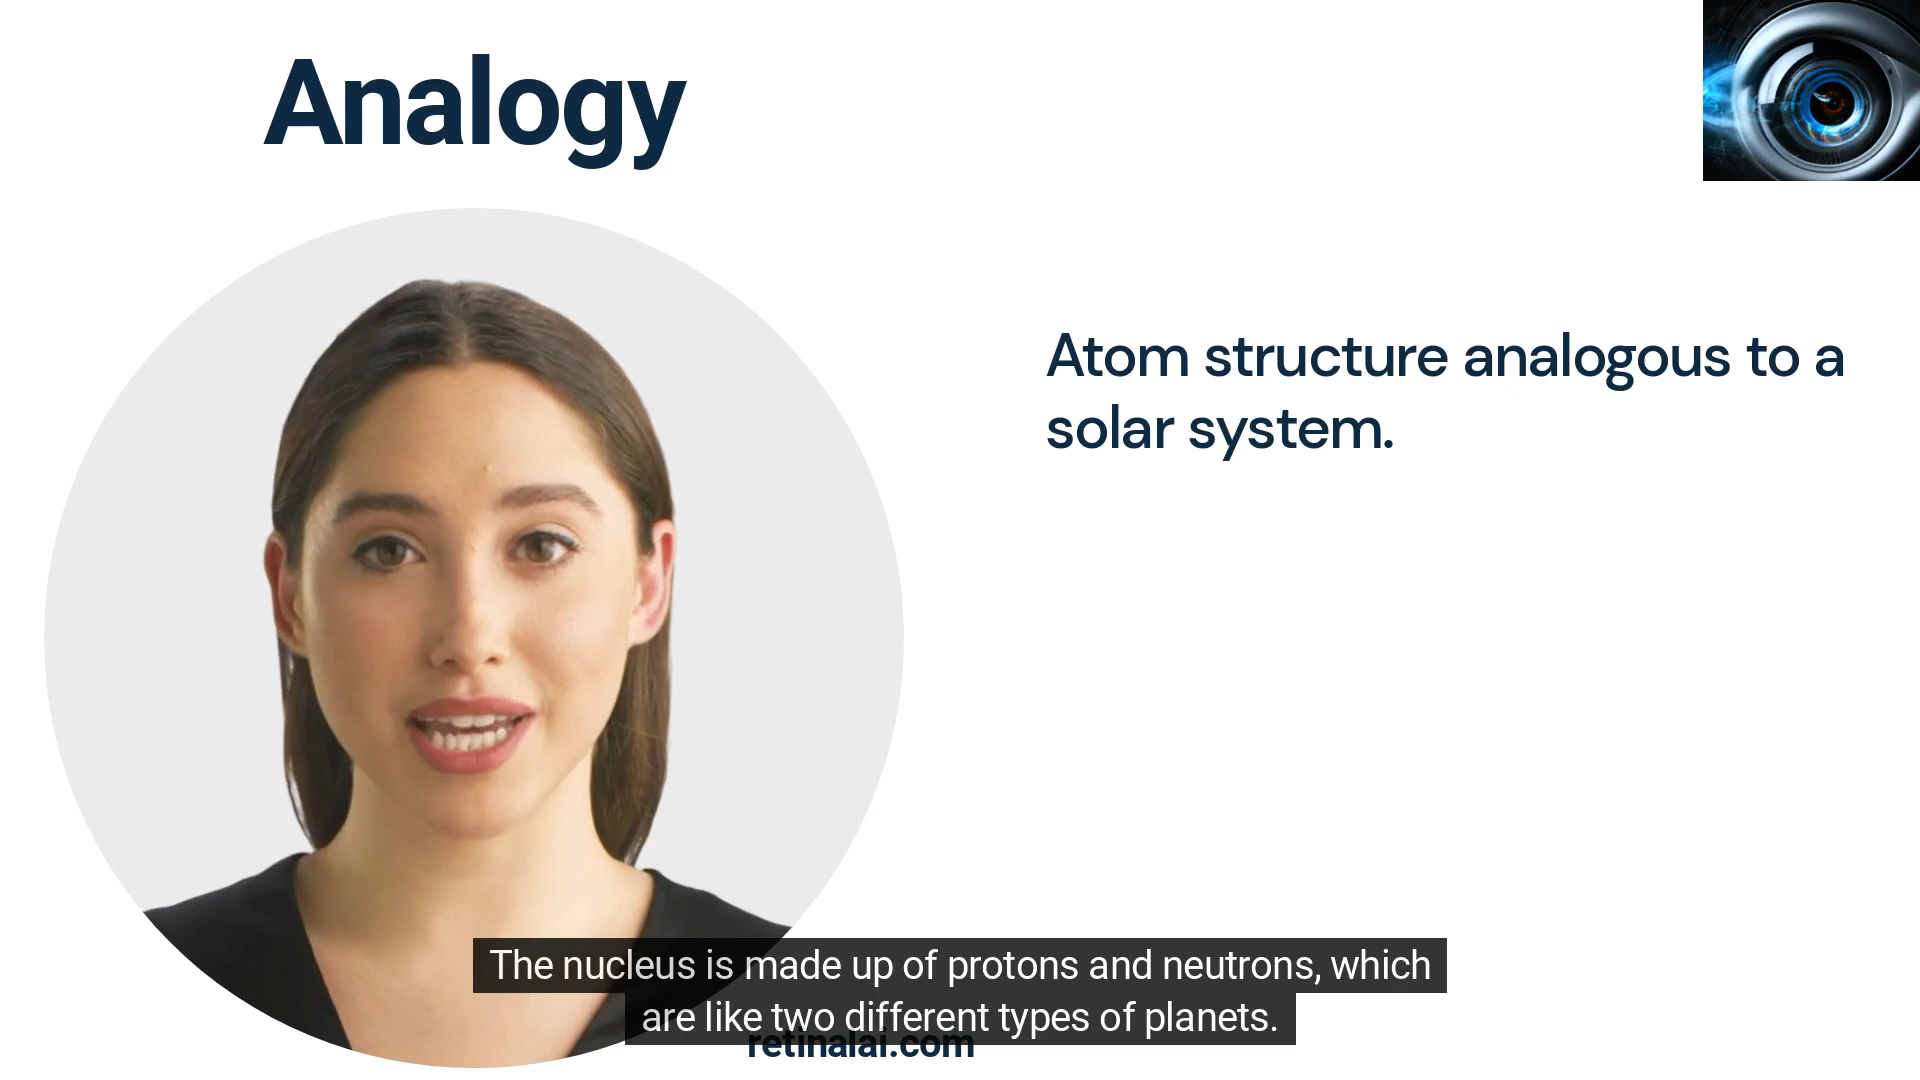 Analogy
Atom structure analogous to a
solar system.
The nucleus is made up of protons and neutrons, which
are like two different types of planets.
retinalai.com